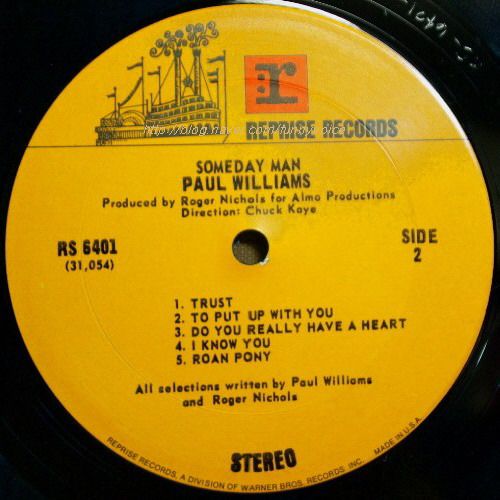 r
REPRISE RECORDS
SOMEDAY MAN
PAUL WILLIAMS
Produced by Roger Nichols for Almo Productions
Direction: Chuck Kaye
RS 6401
(31,054)
SIDE
2
1. TRUST
2. TO PUT UP WITH YOU
3. DO YOU REALLY HAVE A HEART
4. I KNOW YOU
5. ROAN PONY
All selections written by Paul Williams
and Roger Nichols
STEREO
REPRISE RECORDS, A DIVISION OF WARNER BROS. RECORDS, INC.
MADE IN U.S.A.